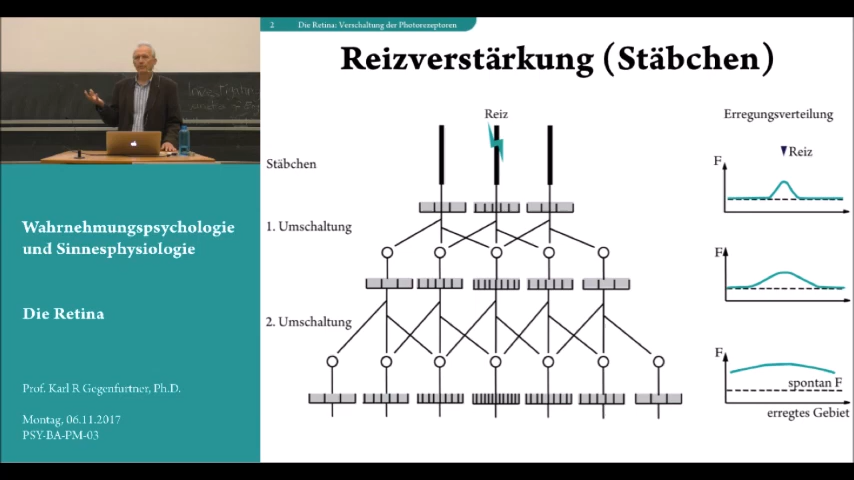 2 Die Retina: Verschaltung der Photorezeptoren
Reizverstärkung (Stäbchen)
Wahrnehmungspsychologie
und Sinnesphysiologie
Die Retina
Prof. Karl R Gegenfurtner, Ph.D.
Montag, 06.11.2017
PSY-BA-PM-03
Reiz
Stäbchen
1. Umschaltung
2. Umschaltung
Erregungsverteilung
Reiz
F
F
F
spontan F
erregtes Gebiet